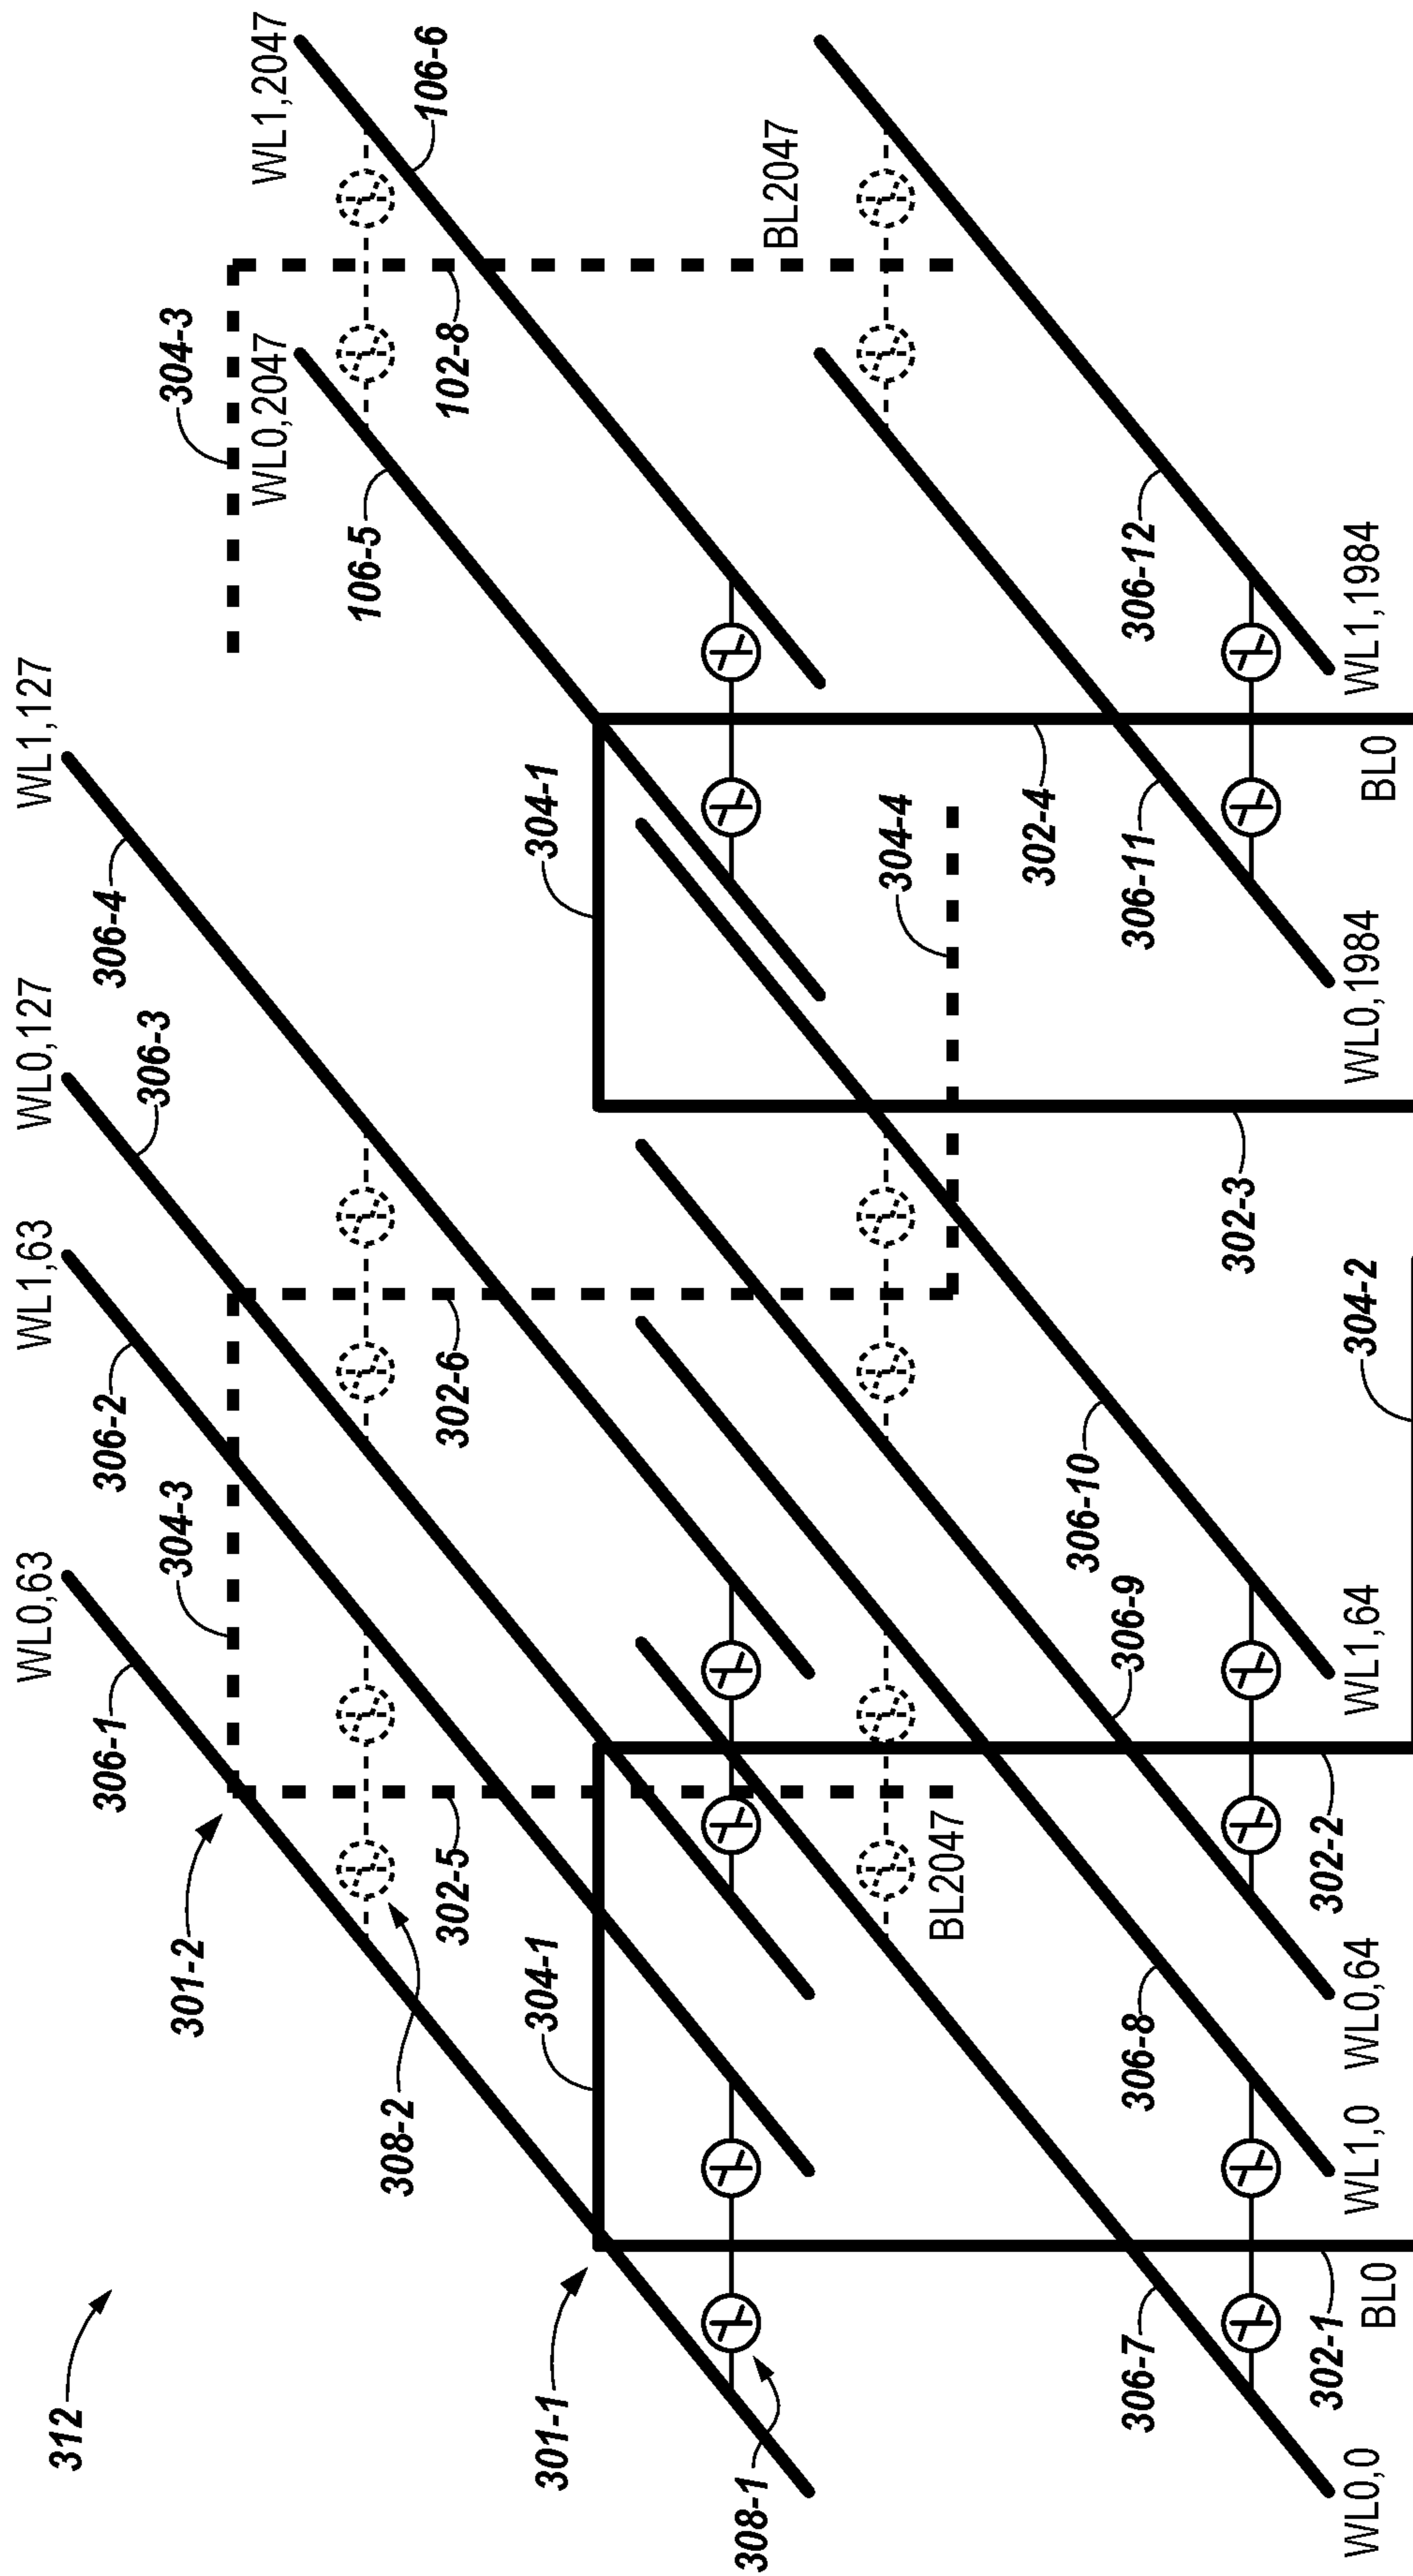 WL0,63
WL1,63
WL0,127
WL1,127
312
306-1
306-2
306-3
306-4
301-2
304-3
304-3
WL0,2047
WL1,2047
106-5
308-2
106-6
302-5
302-6
102-8
301-1
304-1
304-1
308-1
BL2047
304-4
BL2047
302-4
306-10
306-7
306-8
306-9
306-11
306-12
302-3
302-1
302-2
304-2
WL0,0
WL1,0
WL0,64
WL1,64
WL0,1984
WL1,1984
BL0
BL0